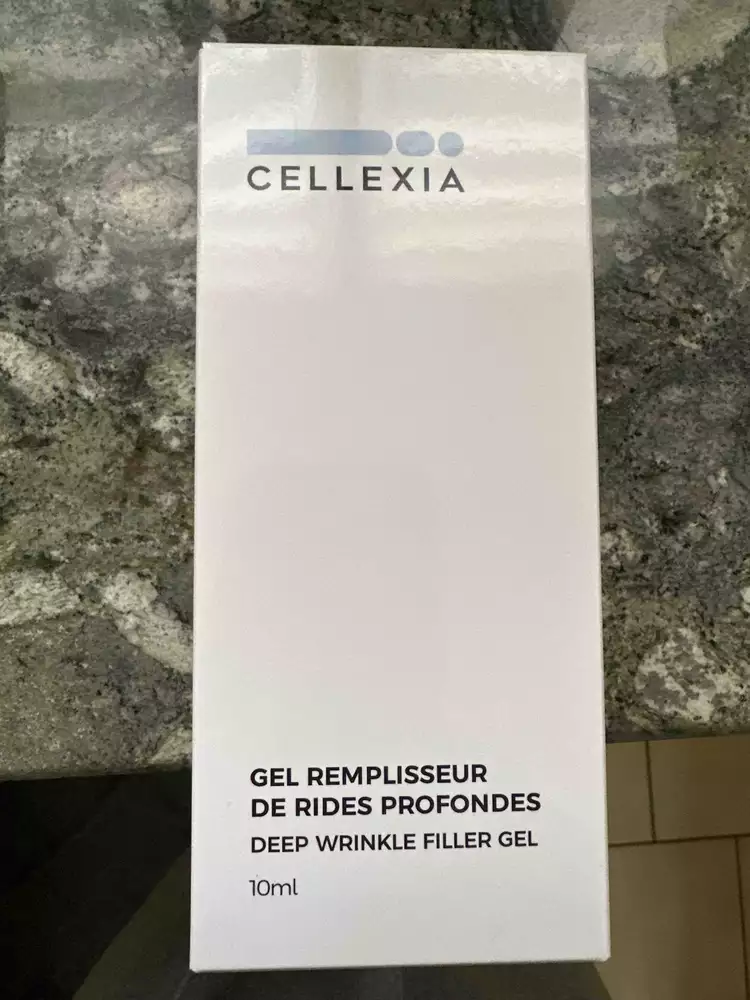 CELLEXIA
GEL REMPLISSEUR
DE RIDES PROFONDES
DEEP WRINKLE FILLER GEL
10ml